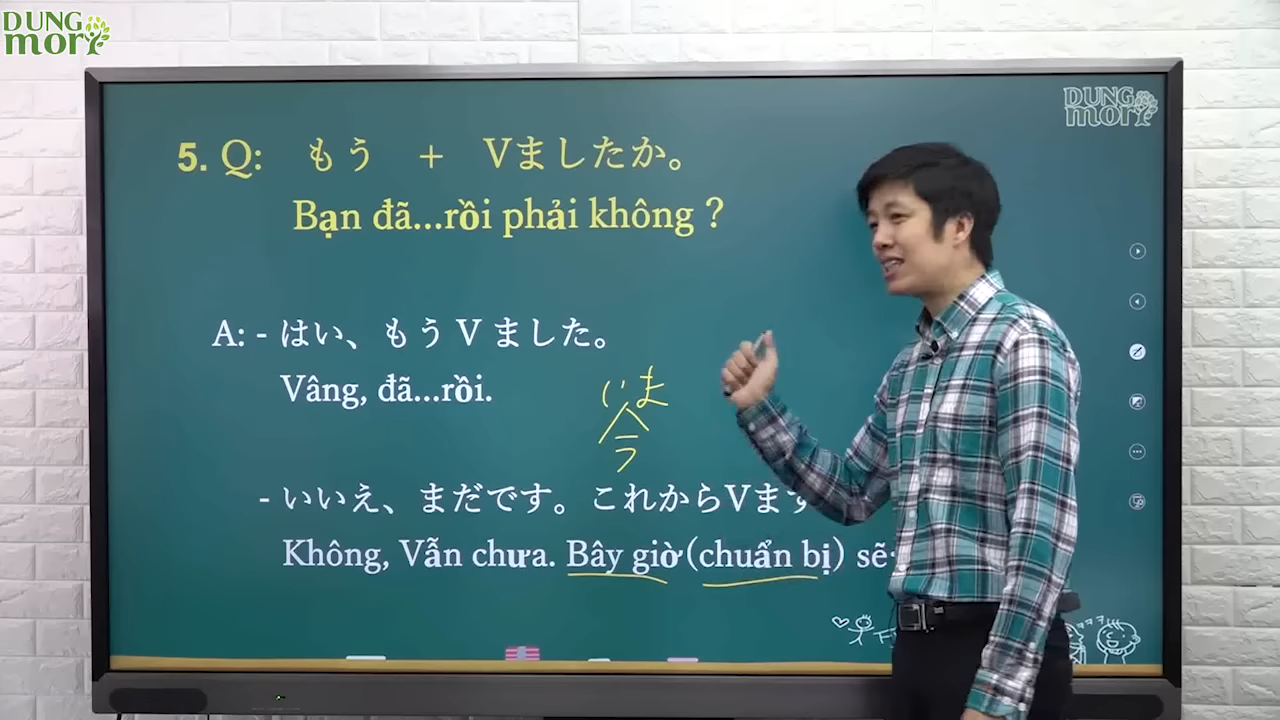 DUNG
mori
DUNG
mori
5. Q: もう + Vましたか。
Bạn đã...rồi phải không ?
A: - はい、もう V ました。
Vâng, đã...rồi.
いま
今
- いいえ、まだです。これからVます
Không, Vẫn chưa. Bây giờ (chuẩn bị) sẽ